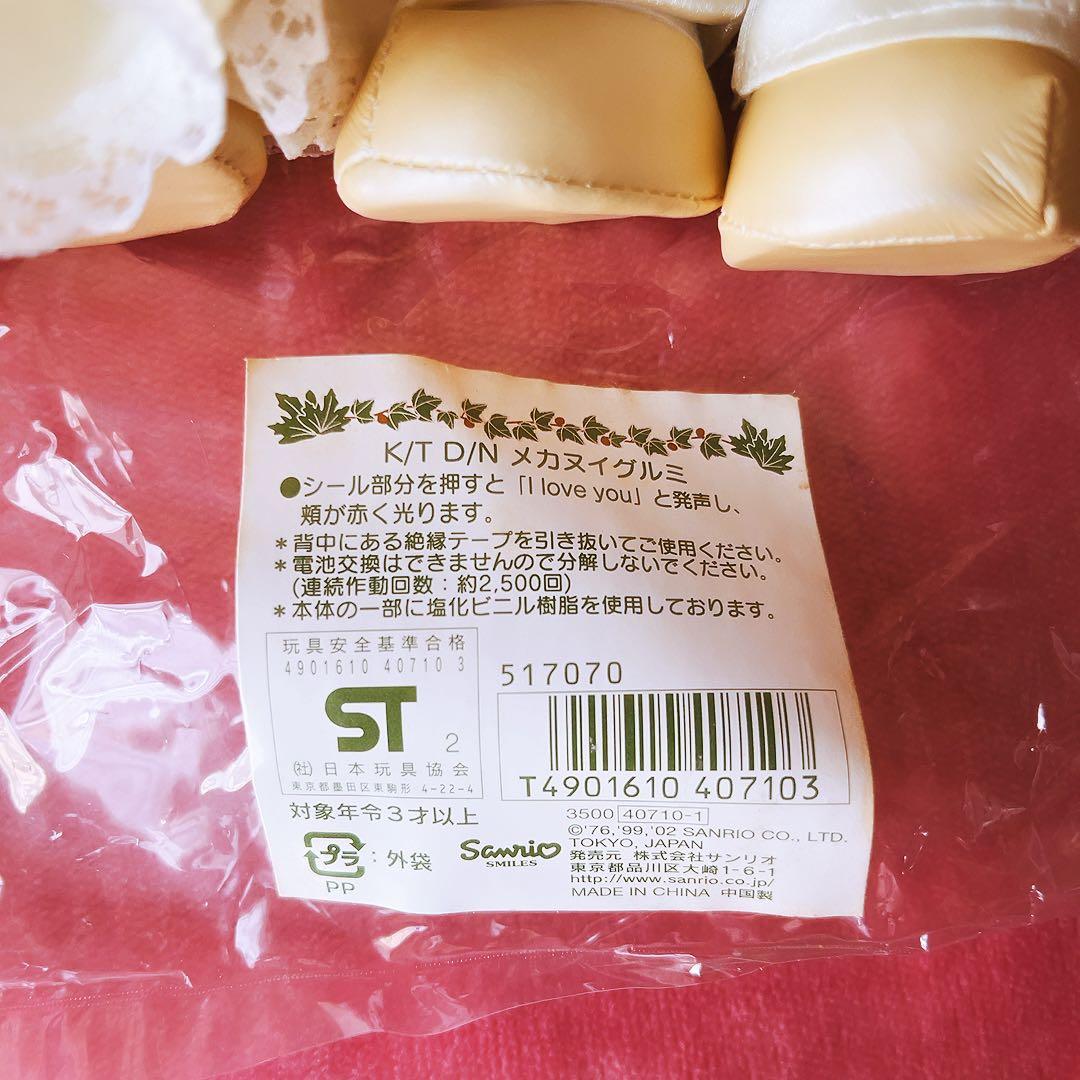 K/T D/N メカヌイグルミ
●シール部分を押すと「I love you」と発声し、
頬が赤く光ります。
*背中にある絶縁テープを引き抜いてご使用ください。
*電池交換はできませんので分解しないでください。
(連続作動回数:約2,500回)
*本体の一部に塩化ビニル樹脂を使用しております。
玩具安全基準合格
4901610 40710 3
ST 2
(社)日本玩具協会
東京都墨田区東駒形 4-22-4
対象年令3才以上
プラ:外袋
PP
517070
T4901610 407103
3500 40710-1
©'76,'99,'02 SANRIO CO., LTD.
TOKYO, JAPAN
Sanrio
SMILES
発売元 株式会社サンリオ
東京都品川区大崎1-6-1
http://www.sanrio.co.jp/
MADE IN CHINA 中国製